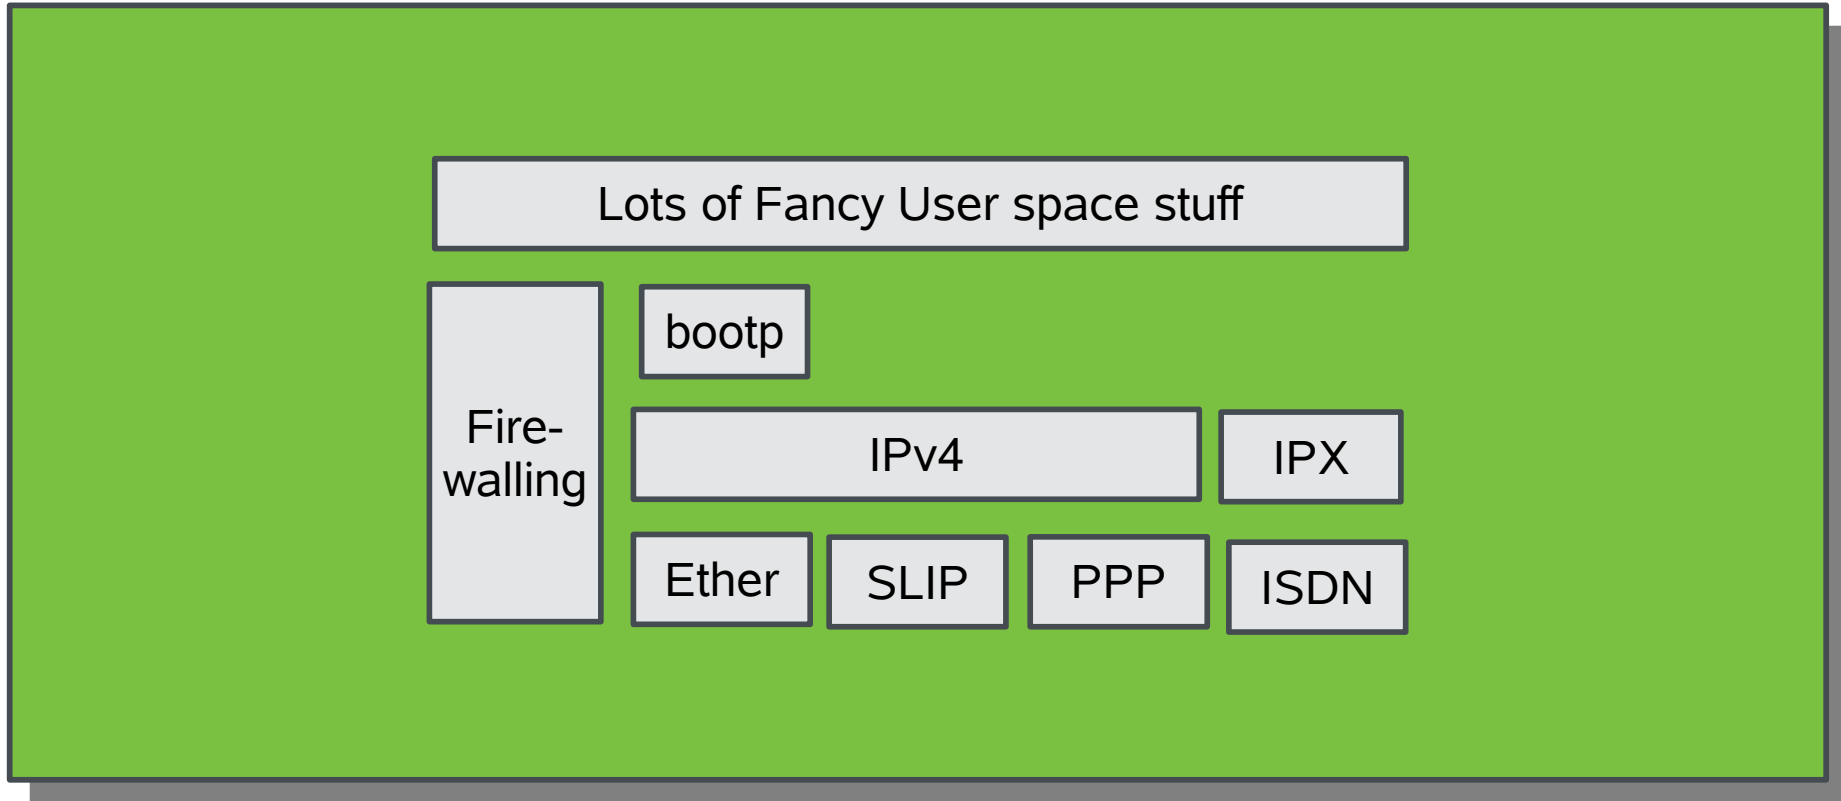 Lots of Fancy User space stuff
Fire-
walling
bootp
IPv4
IPX
Ether
SLIP
PPP
ISDN